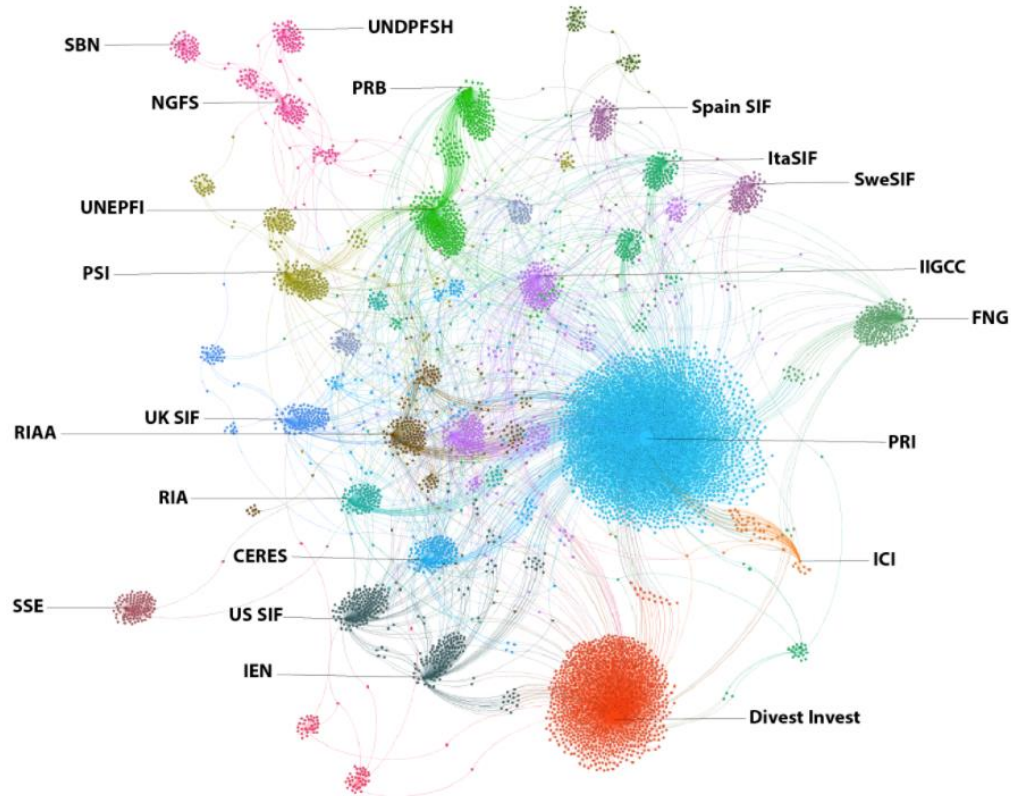 UNDPFSH
SBN
PRB
NGFS
Spain SIF
ItaSIF
SweSIF
UNEPFI
IIGCC
PSI
FNG
UK SIF
RIAA
PRI
RIA
CERES
ICI
SSE
US SIF
IEN
Divest Invest